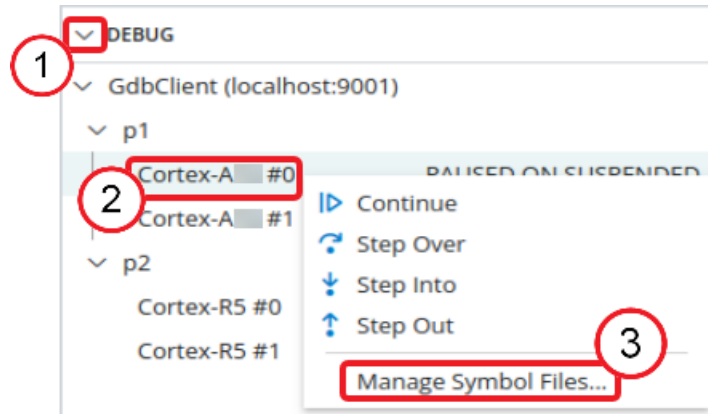 DEBUG
1
GdbClient (localhost:9001)
p1
Cortex-A #0 PAUSED ON SUSPENDED
2
Cortex-A #1
Continue
Step Over
p2
Step Into
Cortex-R5 #0
Step Out
Cortex-R5 #1
3
Manage Symbol Files...